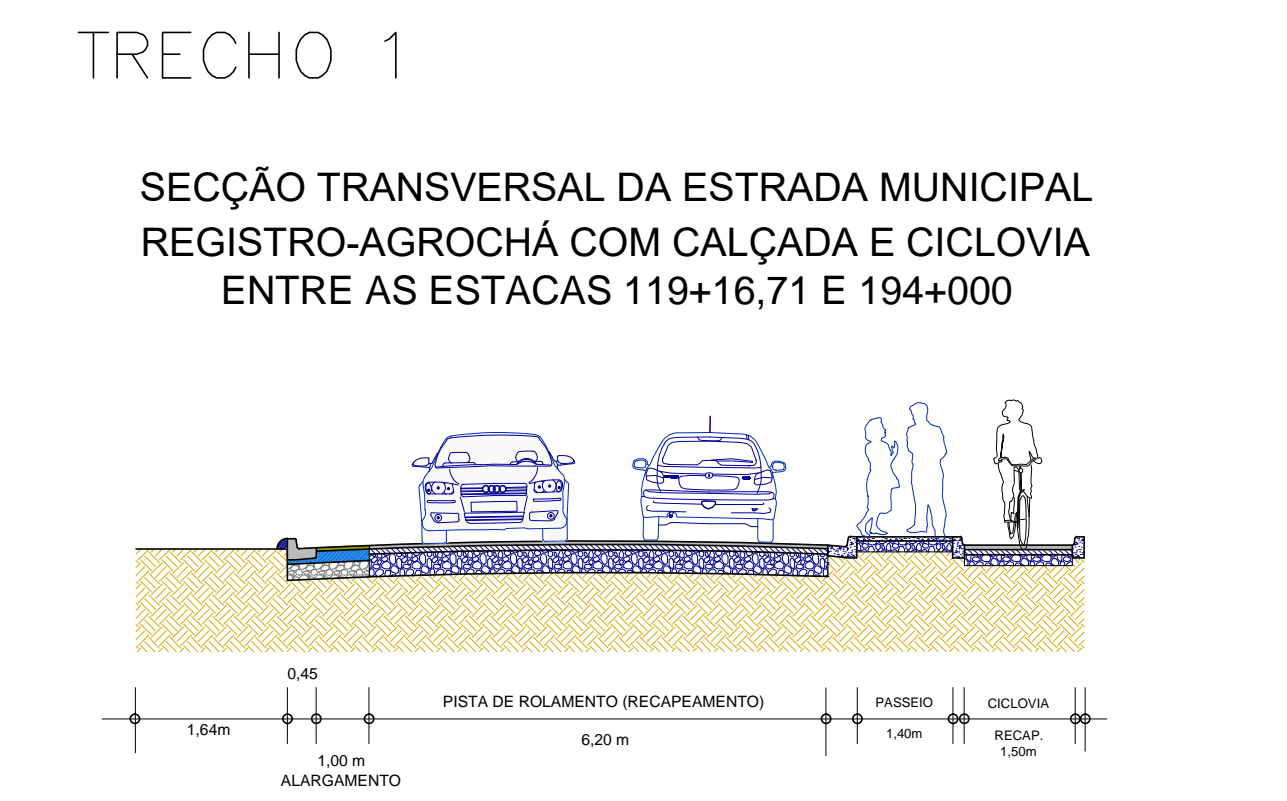 TRECHO 1
SECÇÃO TRANSVERSAL DA ESTRADA MUNICIPAL
REGISTRO-AGROCHÁ COM CALÇADA E CICLOVIA
ENTRE AS ESTACAS 119+16,71 E 194+000
0,45
PISTA DE ROLAMENTO (RECAPEAMENTO)
PASSEIO
CICLOVIA
1,64m
6,20 m
1,40m
RECAP.
1,50m
1,00 m
ALARGAMENTO